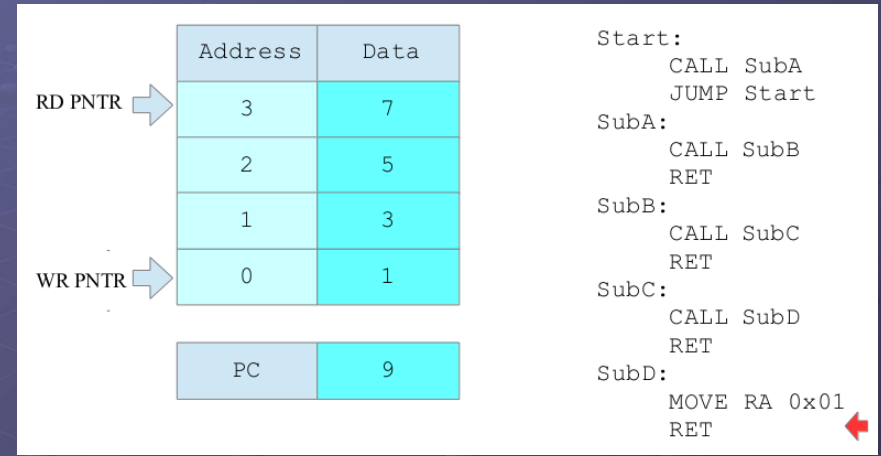 Address Data
RD PNTR 3 7
2 5
1 3
WR PNTR 0 1
PC 9
Start:
CALL SubA
JUMP Start
SubA:
CALL SubB
RET
SubB:
CALL SubC
RET
SubC:
CALL SubD
RET
SubD:
MOVE RA 0x01
RET